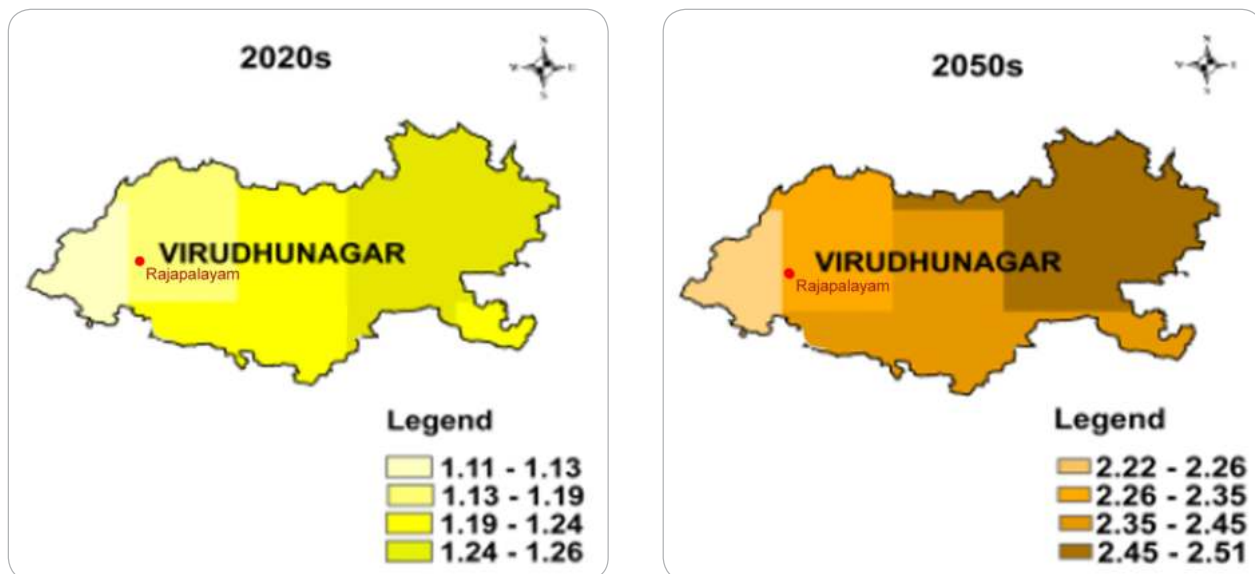 2020s
N
W E
S
VIRUDHUNAGAR
Rajapalayam
Legend
1.11 - 1.13
1.13 - 1.19
1.19 - 1.24
1.24 - 1.26
2050s
N
W E
S
VIRUDHUNAGAR
Rajapalayam
Legend
2.22 - 2.26
2.26 - 2.35
2.35 - 2.45
2.45 - 2.51